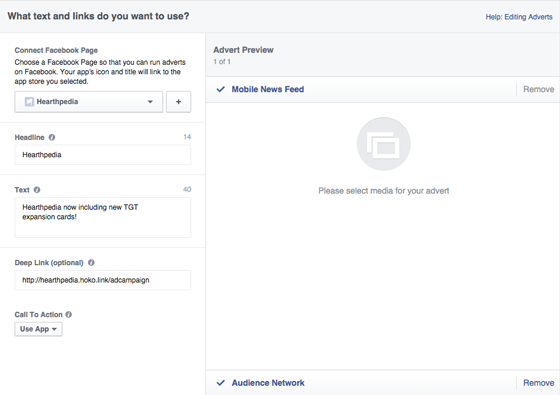 What text and links do you want to use?
Help: Editing Adverts
Connect Facebook Page
Choose a Facebook Page so that you can run adverts
on Facebook. Your app's icon and title will link to the
app store you selected.
Hearthpedia
+
Headline
14
Hearthpedia
Text
40
Hearthpedia now including new TGT
expansion cards!
Deep Link (optional)
http://hearthpedia.hoko.link/adcampaign
Call To Action
Use App
Advert Preview
1 of 1
Mobile News Feed
Remove
Please select media for your advert
Audience Network
Remove